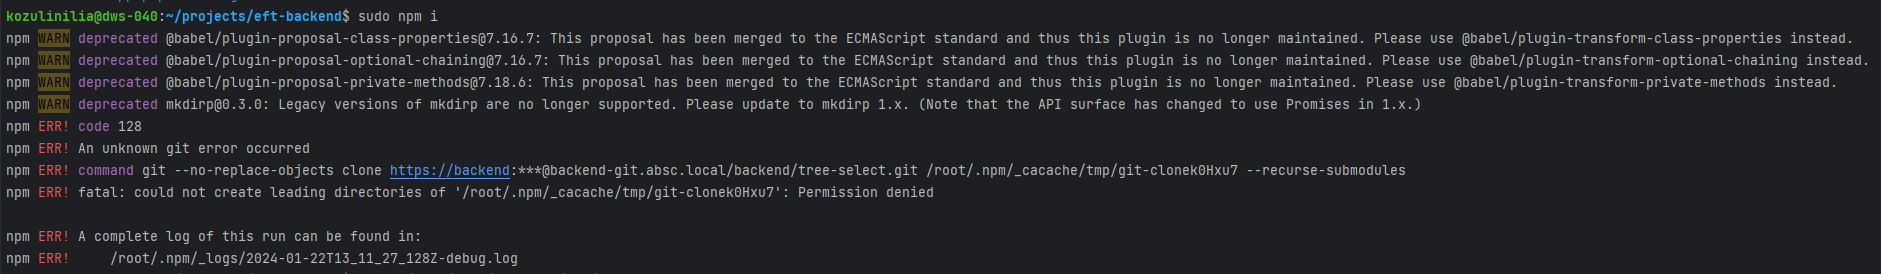 kozulinilia@dws-040:~/projects/eft-backend$ sudo npm i
npm WARN deprecated @babel/plugin-proposal-class-properties@7.16.7: This proposal has been merged to the ECMAScript standard and thus this plugin is no longer maintained. Please use @babel/plugin-transform-class-properties instead.
npm WARN deprecated @babel/plugin-proposal-optional-chaining@7.16.7: This proposal has been merged to the ECMAScript standard and thus this plugin is no longer maintained. Please use @babel/plugin-transform-optional-chaining instead.
npm WARN deprecated @babel/plugin-proposal-private-methods@7.18.6: This proposal has been merged to the ECMAScript standard and thus this plugin is no longer maintained. Please use @babel/plugin-transform-private-methods instead.
npm WARN deprecated mkdirp@0.3.0: Legacy versions of mkdirp are no longer supported. Please update to mkdirp 1.x. (Note that the API surface has changed to use Promises in 1.x.)
npm ERR! code 128
npm ERR! An unknown git error occurred
npm ERR! command git --no-replace-objects clone https://backend:***@backend-git.absc.local/backend/tree-select.git /root/.npm/_cacache/tmp/git-clonek0Hxu7 --recurse-submodules
npm ERR! fatal: could not create leading directories of '/root/.npm/_cacache/tmp/git-clonek0Hxu7': Permission denied
npm ERR! A complete log of this run can be found in:
npm ERR!     /root/.npm/_logs/2024-01-22T13_11_27_128Z-debug.log